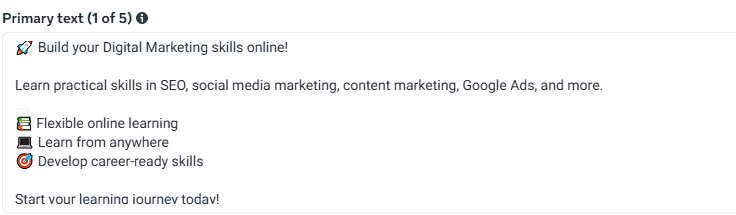 Primary text (1 of 5)
🚀 Build your Digital Marketing skills online!
Learn practical skills in SEO, social media marketing, content marketing, Google Ads, and more.
📚 Flexible online learning
💻 Learn from anywhere
🎯 Develop career-ready skills
Start your learning journey today!